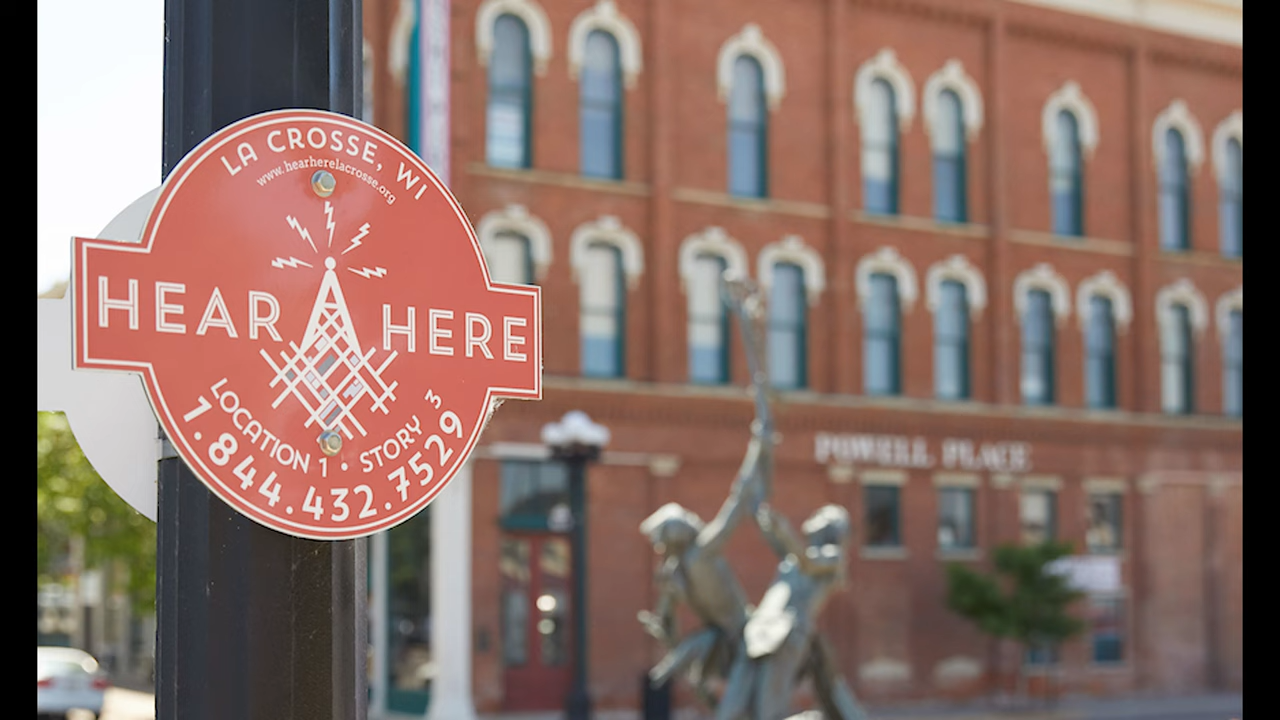 LA CROSSE, WI
www.hearherelacrosse.org
HEAR HERE
LOCATION 1 • STORY 3
1.844.432.7529
POWELL PLACE